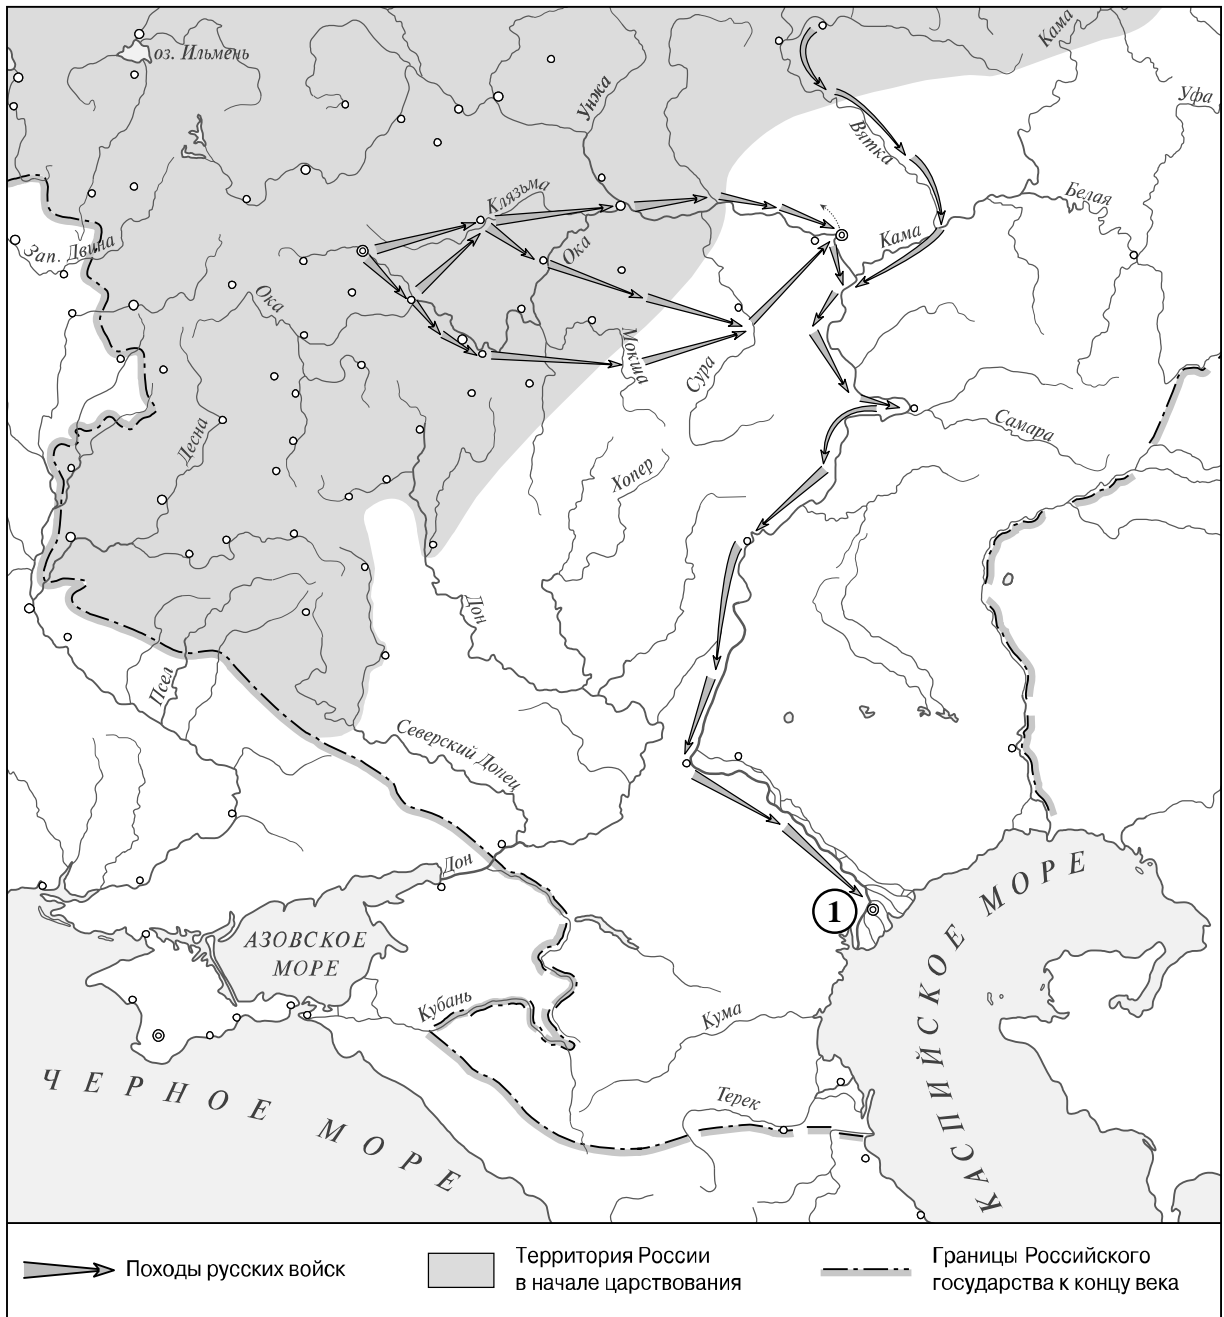 оз. Ильмень
Кама
Уфа
Унжа
Вятка
Клязьма
Белая
Зап. Двина
Ока
Кама
Ока
Мокша
Сура
Десна
Самара
Хопер
Дон
Псел
Северский Донец
Дон
1
АЗОВСКОЕ
МОРЕ
КАСПИЙСКОЕ МОРЕ
Кубань
Кума
ЧЕРНОЕ МОРЕ
Терек
Походы русских войск
Территория России
в начале царствования
Границы Российского
государства к концу века